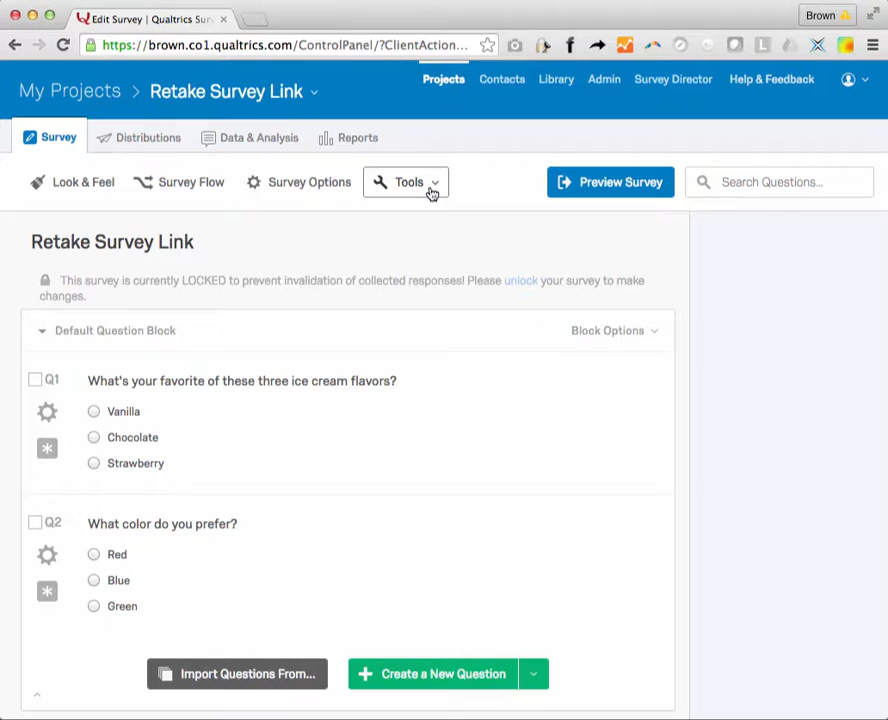 Edit Survey | Qualtrics Sur
Brown
https://brown.co1.qualtrics.com/ControlPanel/?ClientAction...
My Projects > Retake Survey Link
Projects Contacts Library Admin Survey Director Help & Feedback
Survey Distributions Data & Analysis Reports
Look & Feel Survey Flow Survey Options Tools Preview Survey Search Questions...
Retake Survey Link
This survey is currently LOCKED to prevent invalidation of collected responses! Please unlock your survey to make
changes.
Default Question Block Block Options
Q1 What's your favorite of these three ice cream flavors?
Vanilla
Chocolate
Strawberry
Q2 What color do you prefer?
Red
Blue
Green
Import Questions From... Create a New Question